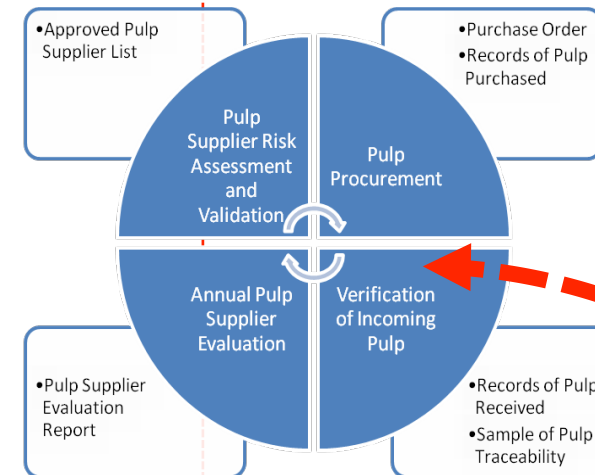 •Approved Pulp
Supplier List
•Purchase Order
•Records of Pulp
Purchased
Pulp
Supplier Risk
Assessment
and
Validation
Pulp
Procurement
Annual Pulp
Supplier
Evaluation
Verification
of Incoming
Pulp
•Pulp Supplier
Evaluation
Report
•Records of Pulp
Received
•Sample of Pulp
Traceability